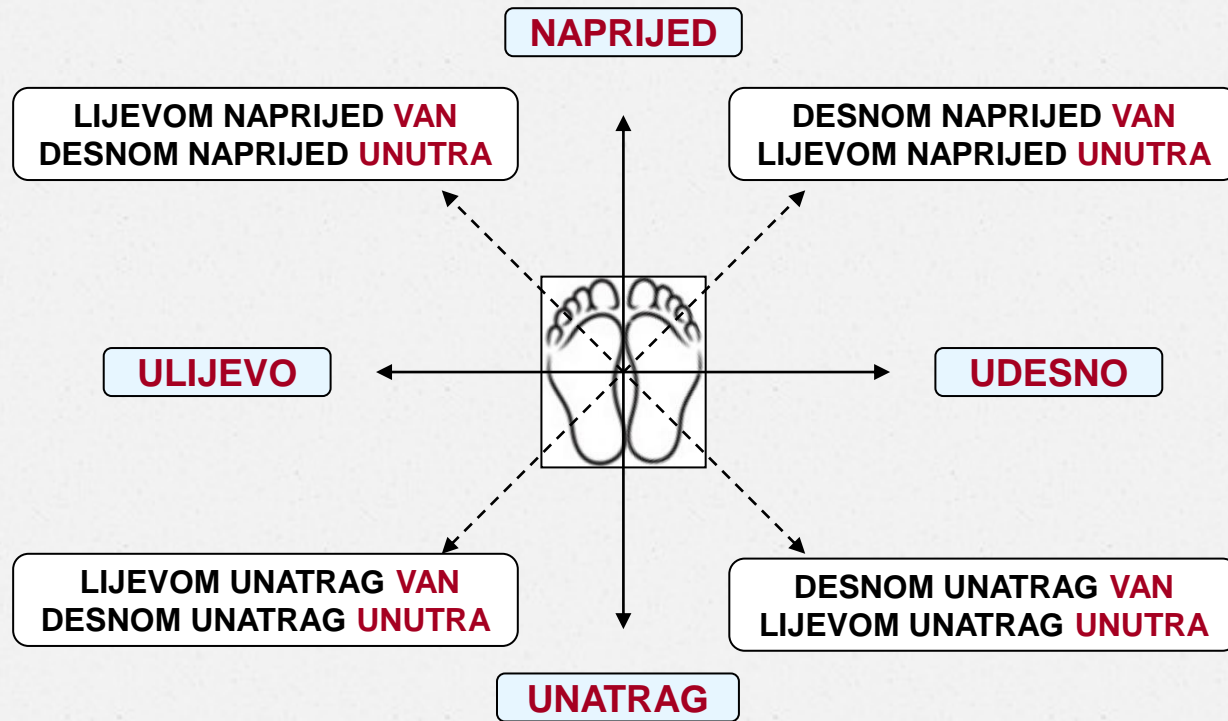 NAPRIJED
LIJEVOM NAPRIJED VAN
DESNOM NAPRIJED UNUTRA
DESNOM NAPRIJED VAN
LIJEVOM NAPRIJED UNUTRA
ULIJEVO
UDESNO
LIJEVOM UNATRAG VAN
DESNOM UNATRAG UNUTRA
DESNOM UNATRAG VAN
LIJEVOM UNATRAG UNUTRA
UNATRAG